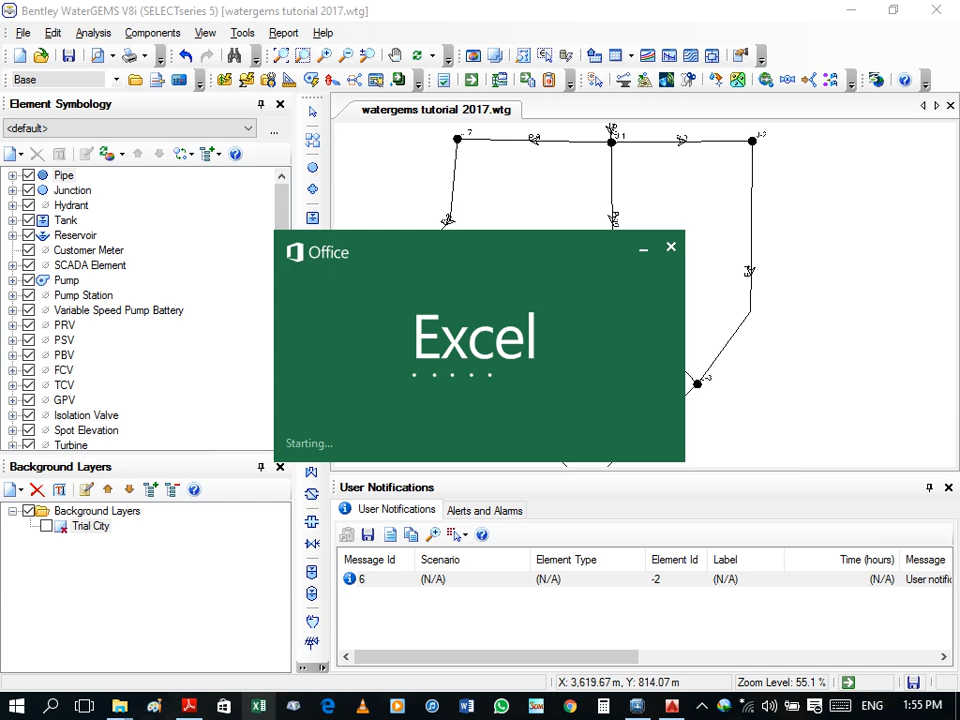 Bentley WaterGEMS V8i (SELECTseries 5) [watergems tutorial 2017.wtg]
File Edit Analysis Components View Tools Report Help
Base
Element Symbology
<default>
...
Pipe
Junction
Hydrant
Tank
Reservoir
Customer Meter
SCADA Element
Pump
Pump Station
Variable Speed Pump Battery
PRV
PSV
PBV
FCV
TCV
GPV
Isolation Valve
Spot Elevation
Turbine
Background Layers
Background Layers
Trial City
watergems tutorial 2017.wtg
Office
Excel
Starting...
User Notifications
User Notifications Alerts and Alarms
Message Id Scenario Element Type Element Id Label Time (hours) Message
6 (N/A) (N/A) -2 (N/A) (N/A) User notific
X: 3,619.67 m, Y: 814.07 m Zoom Level: 55.1 %
ENG 1:55 PM